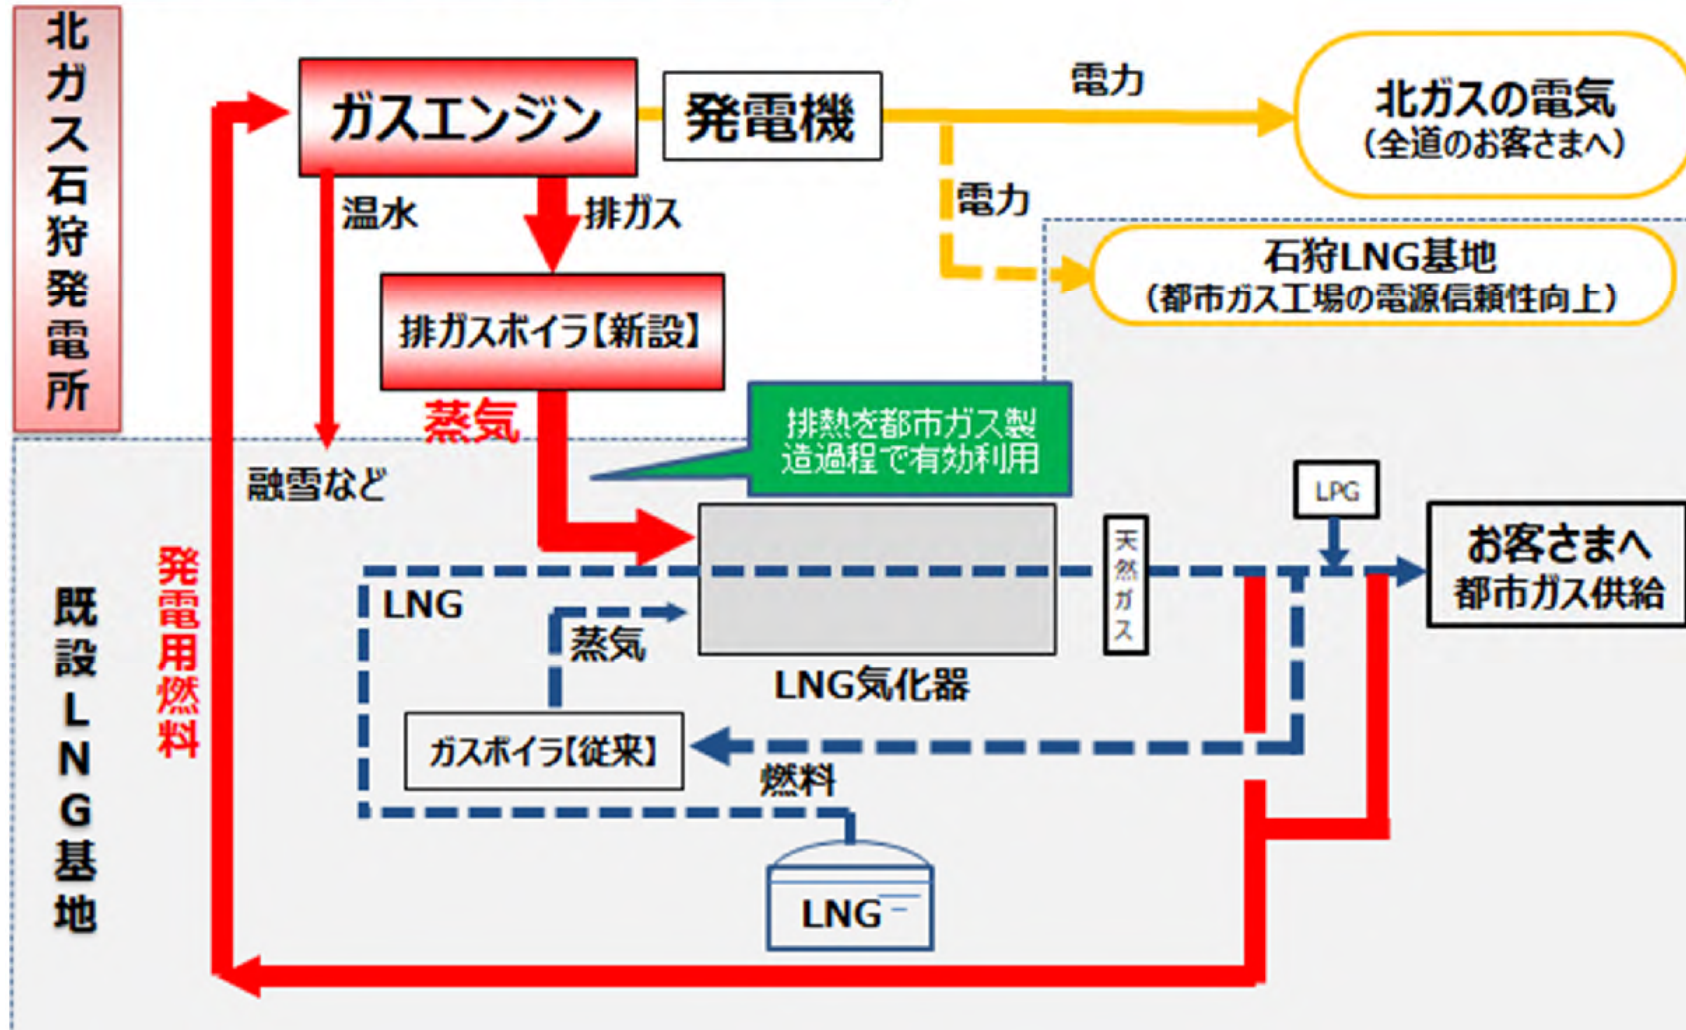 北ガス石狩発電所
ガスエンジン
発電機
電力
北ガスの電気
（全道のお客さまへ）
温水
排ガス
電力
石狩LNG基地
（都市ガス工場の電源信頼性向上）
排ガスボイラ【新設】
蒸気
排熱を都市ガス製
造過程で有効利用
融雪など
LPG
既設LNG基地
発電用燃料
LNG
天然ガス
お客さまへ
都市ガス供給
蒸気
LNG気化器
ガスボイラ【従来】
燃料
LNG